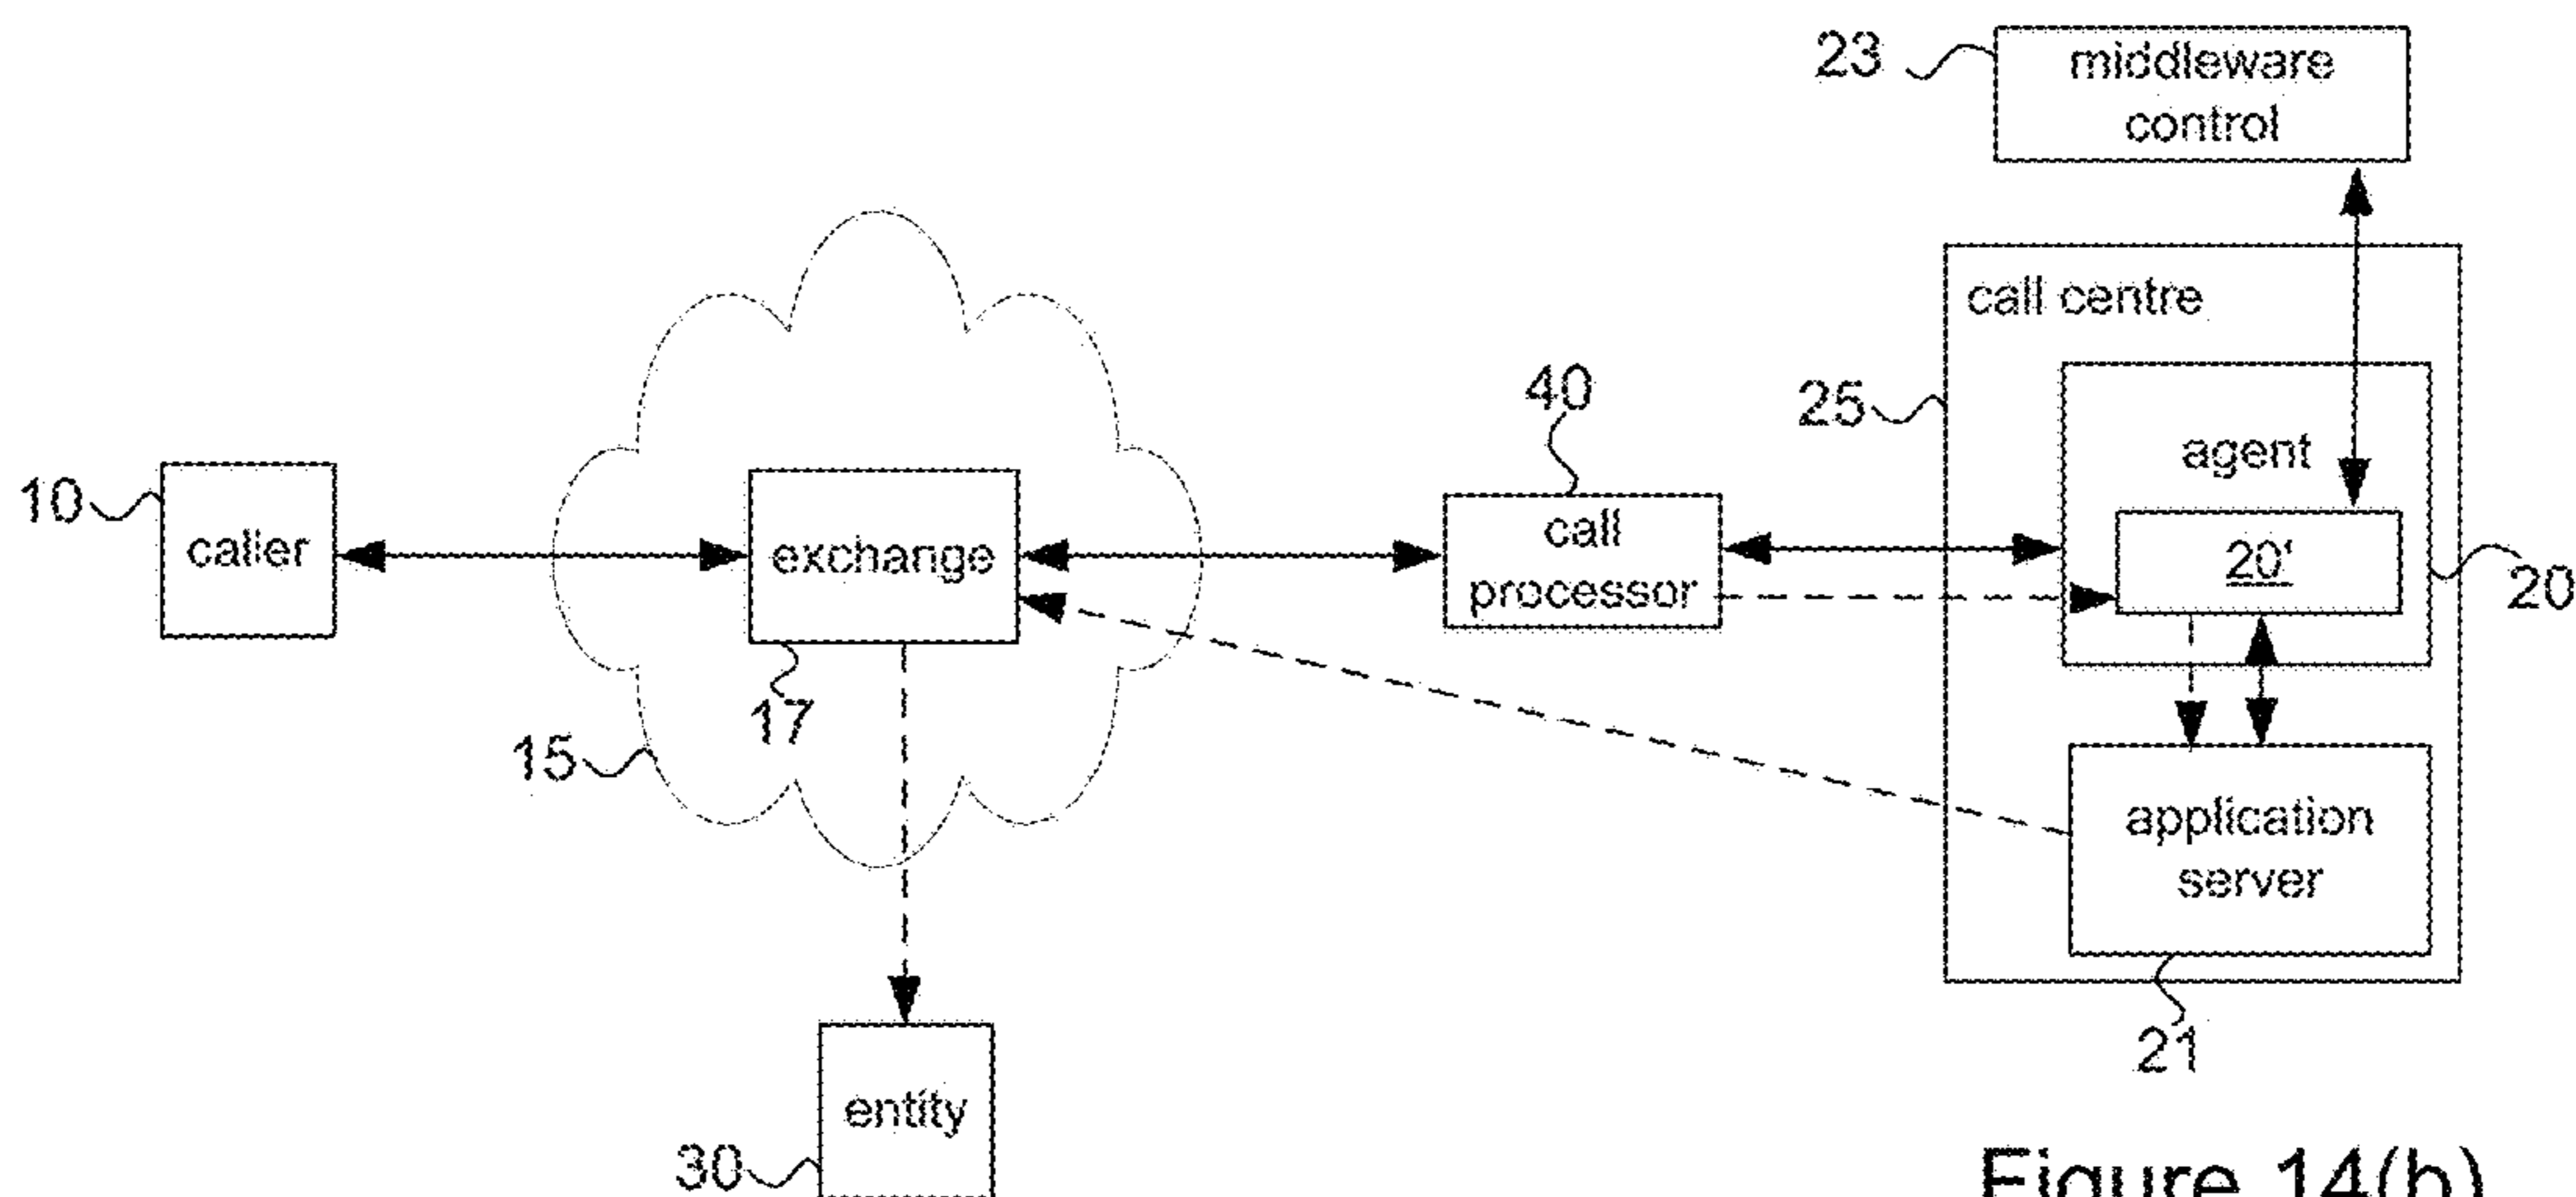 23
middleware
control
call centre
40
25
agent
10
caller
exchange
call
processor
20'
20
17
15
application
server
21
entity
30
Figure 14(b)